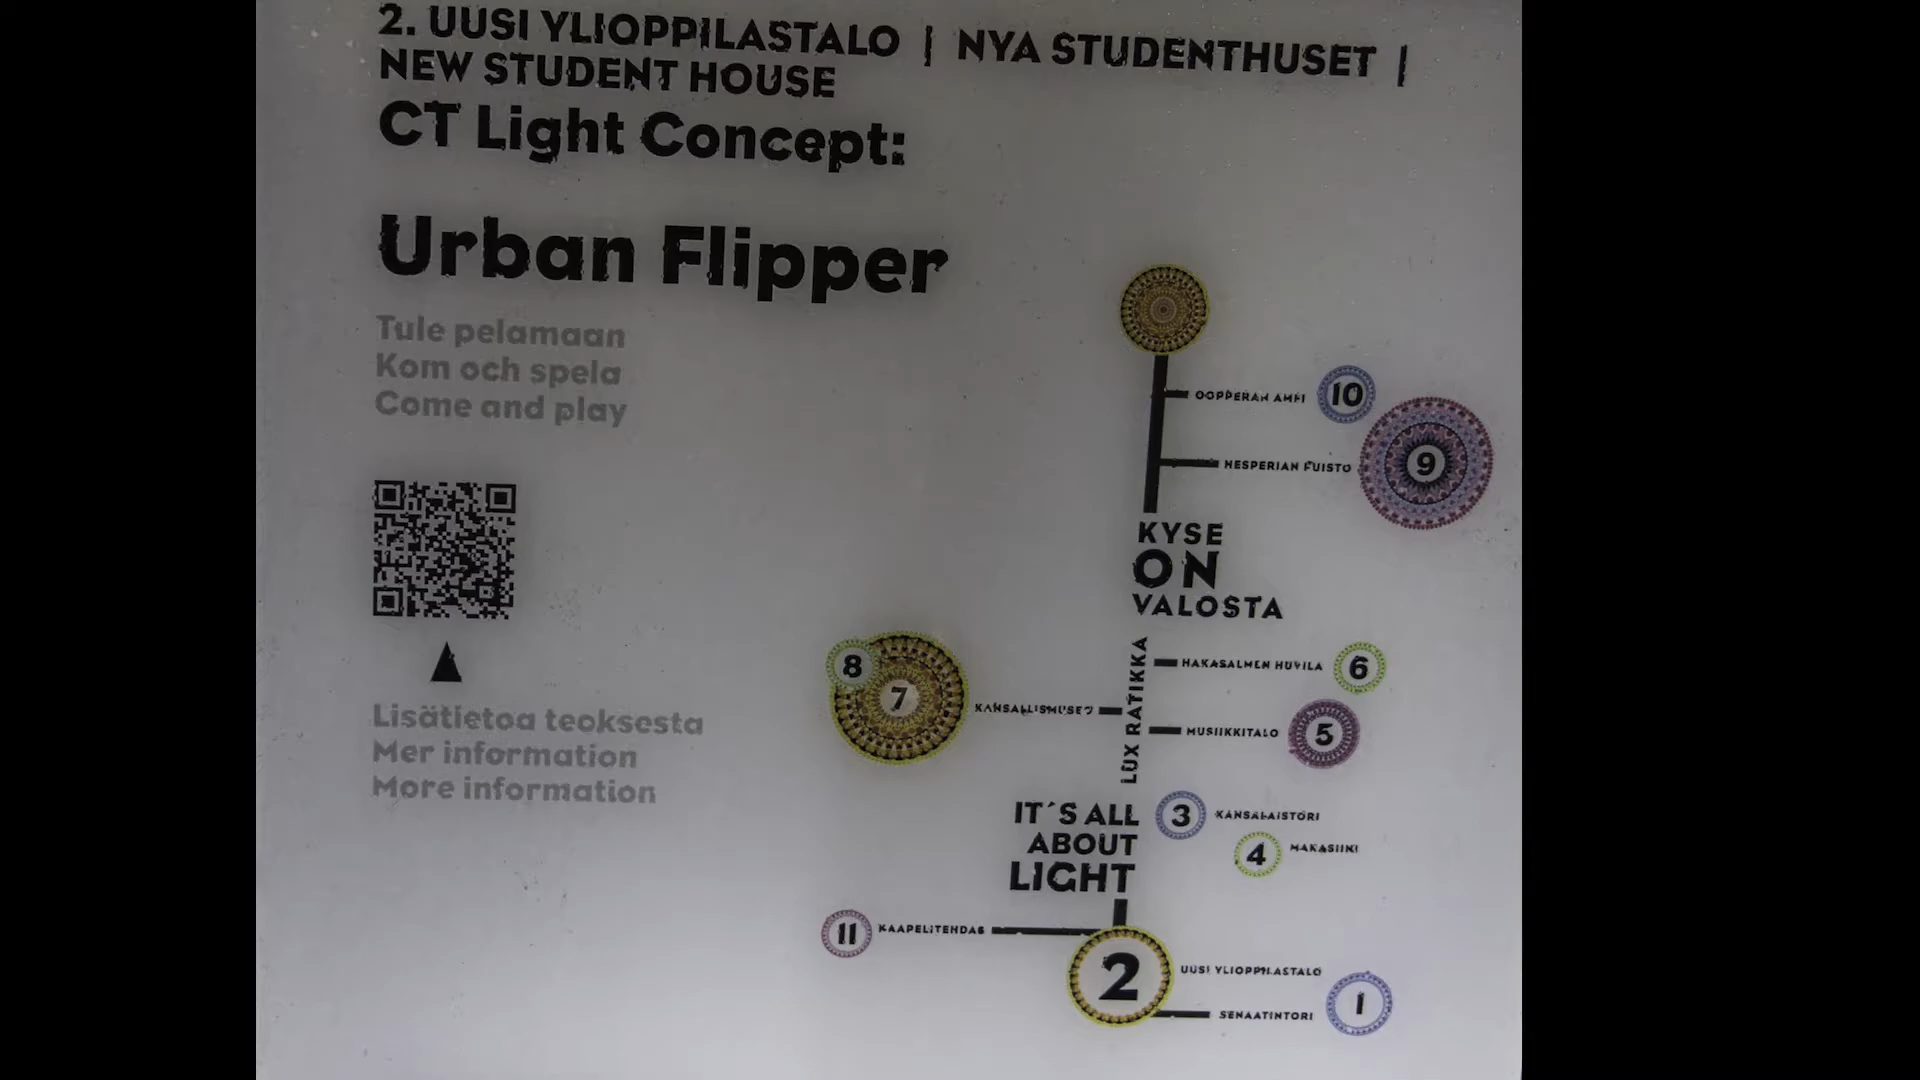 2. UUSI YLIOPPILASTALO | NYA STUDENTHUSET |
NEW STUDENT HOUSE
CT Light Concept:
Urban Flipper
Tule pelamaan
Kom och spela
Come and play
Lisätietoa teoksesta
Mer information
More information
OOPPERAN AMFI 10
HESPERIAN PUISTO 9
KYSE
ON
VALOSTA
LUX RATIKKA
HAKASALMEN HUVILA 6
8
7 KANSALLISMUSEO
MUSIIKKITALO 5
IT´S ALL
ABOUT
LIGHT
3 KANSALAISTORI
4 MAKASIINI
11 KAAPELITEHDAS
2 UUSI YLIOPPILASTALO
SENAATINTORI 1